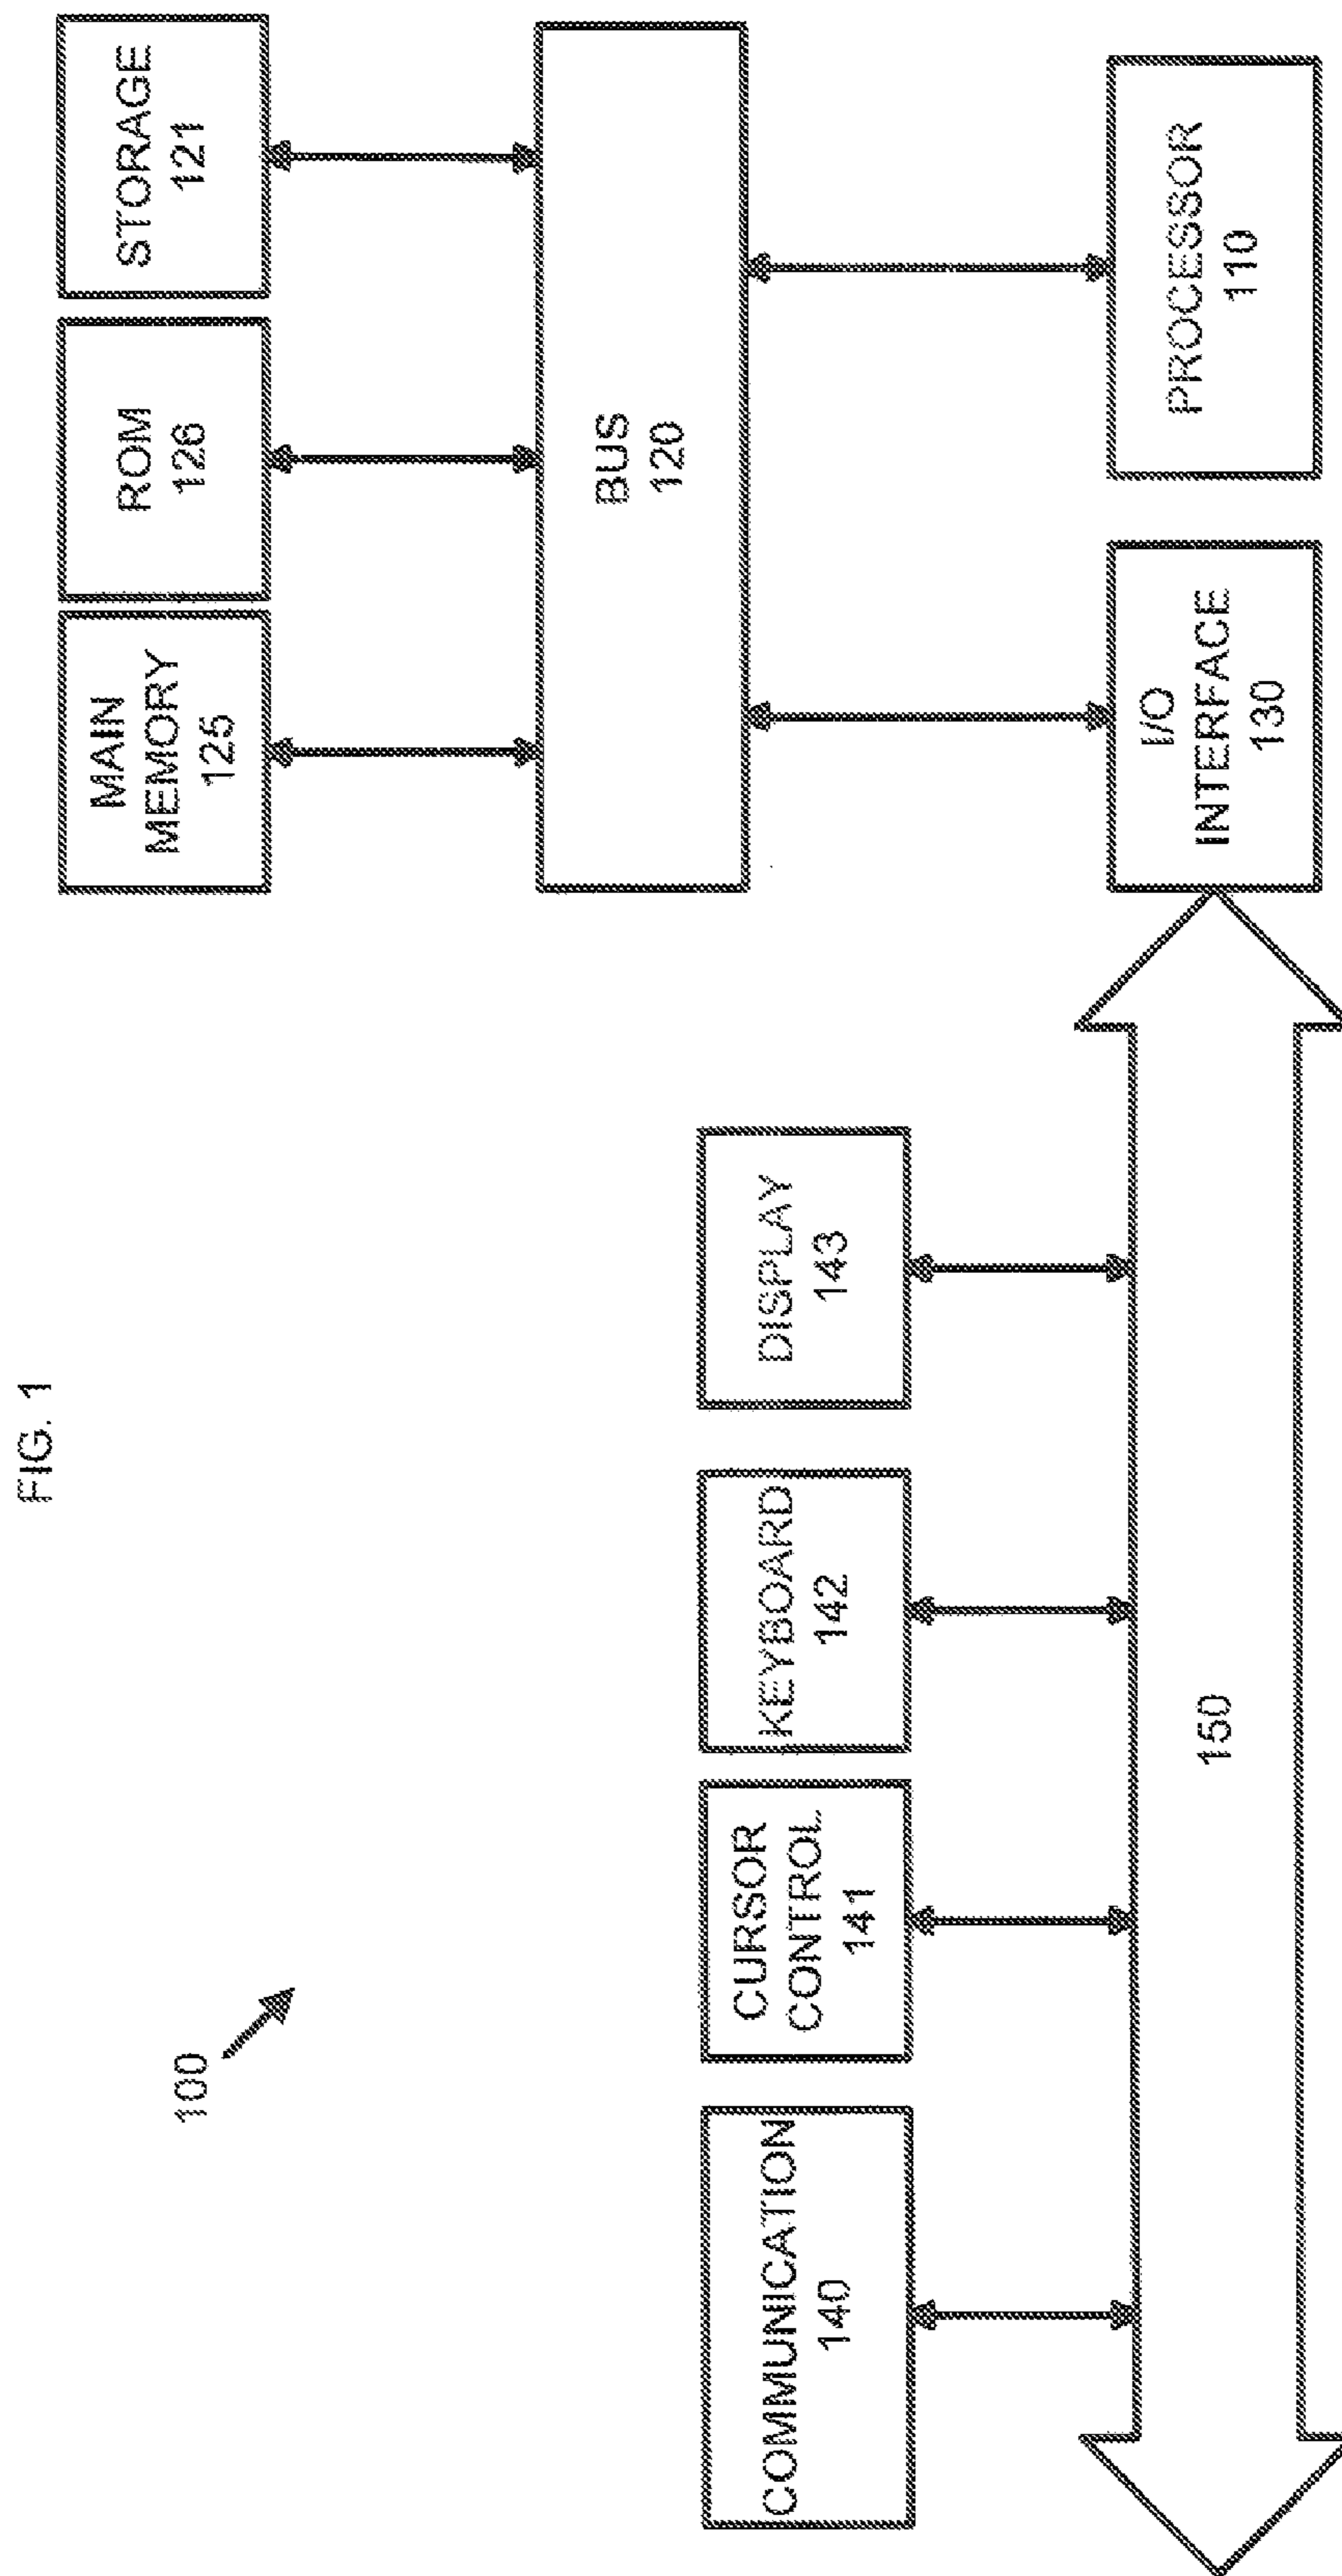 FIG. 1
100
MAIN
MEMORY
125
ROM
126
STORAGE
121
BUS
120
COMMUNICATION
140
CURSOR
CONTROL
141
KEYBOARD
142
DISPLAY
143
150
I/O
INTERFACE
130
PROCESSOR
110